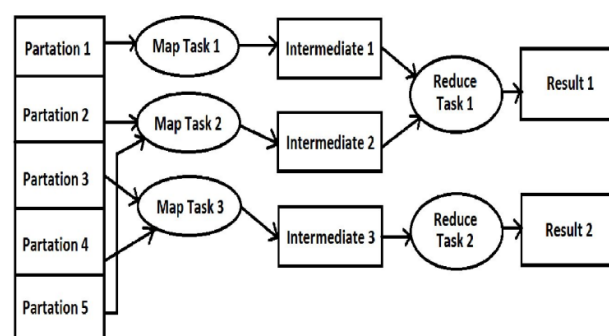 Partation 1
Partation 2
Partation 3
Partation 4
Partation 5
Map Task 1
Map Task 2
Map Task 3
Intermediate 1
Intermediate 2
Intermediate 3
Reduce
Task 1
Reduce
Task 2
Result 1
Result 2